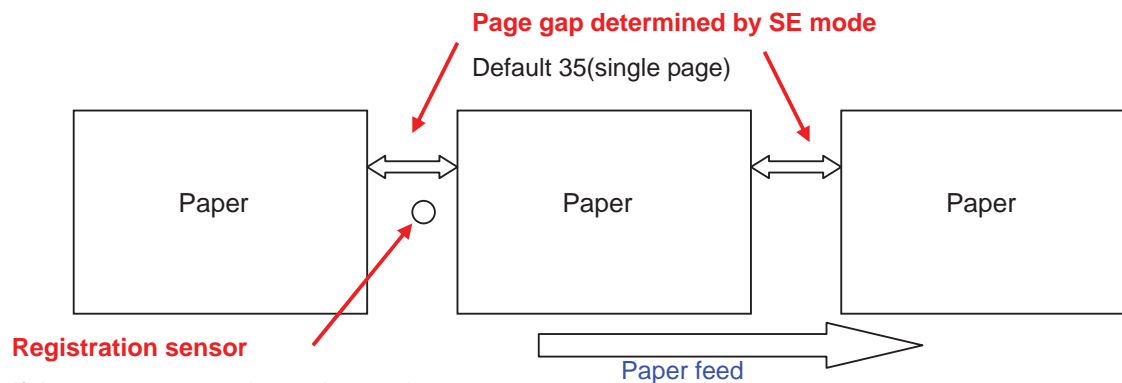 Page gap determined by SE mode
Default 35(single page)
Paper
Paper
Paper
Registration sensor
Paper feed